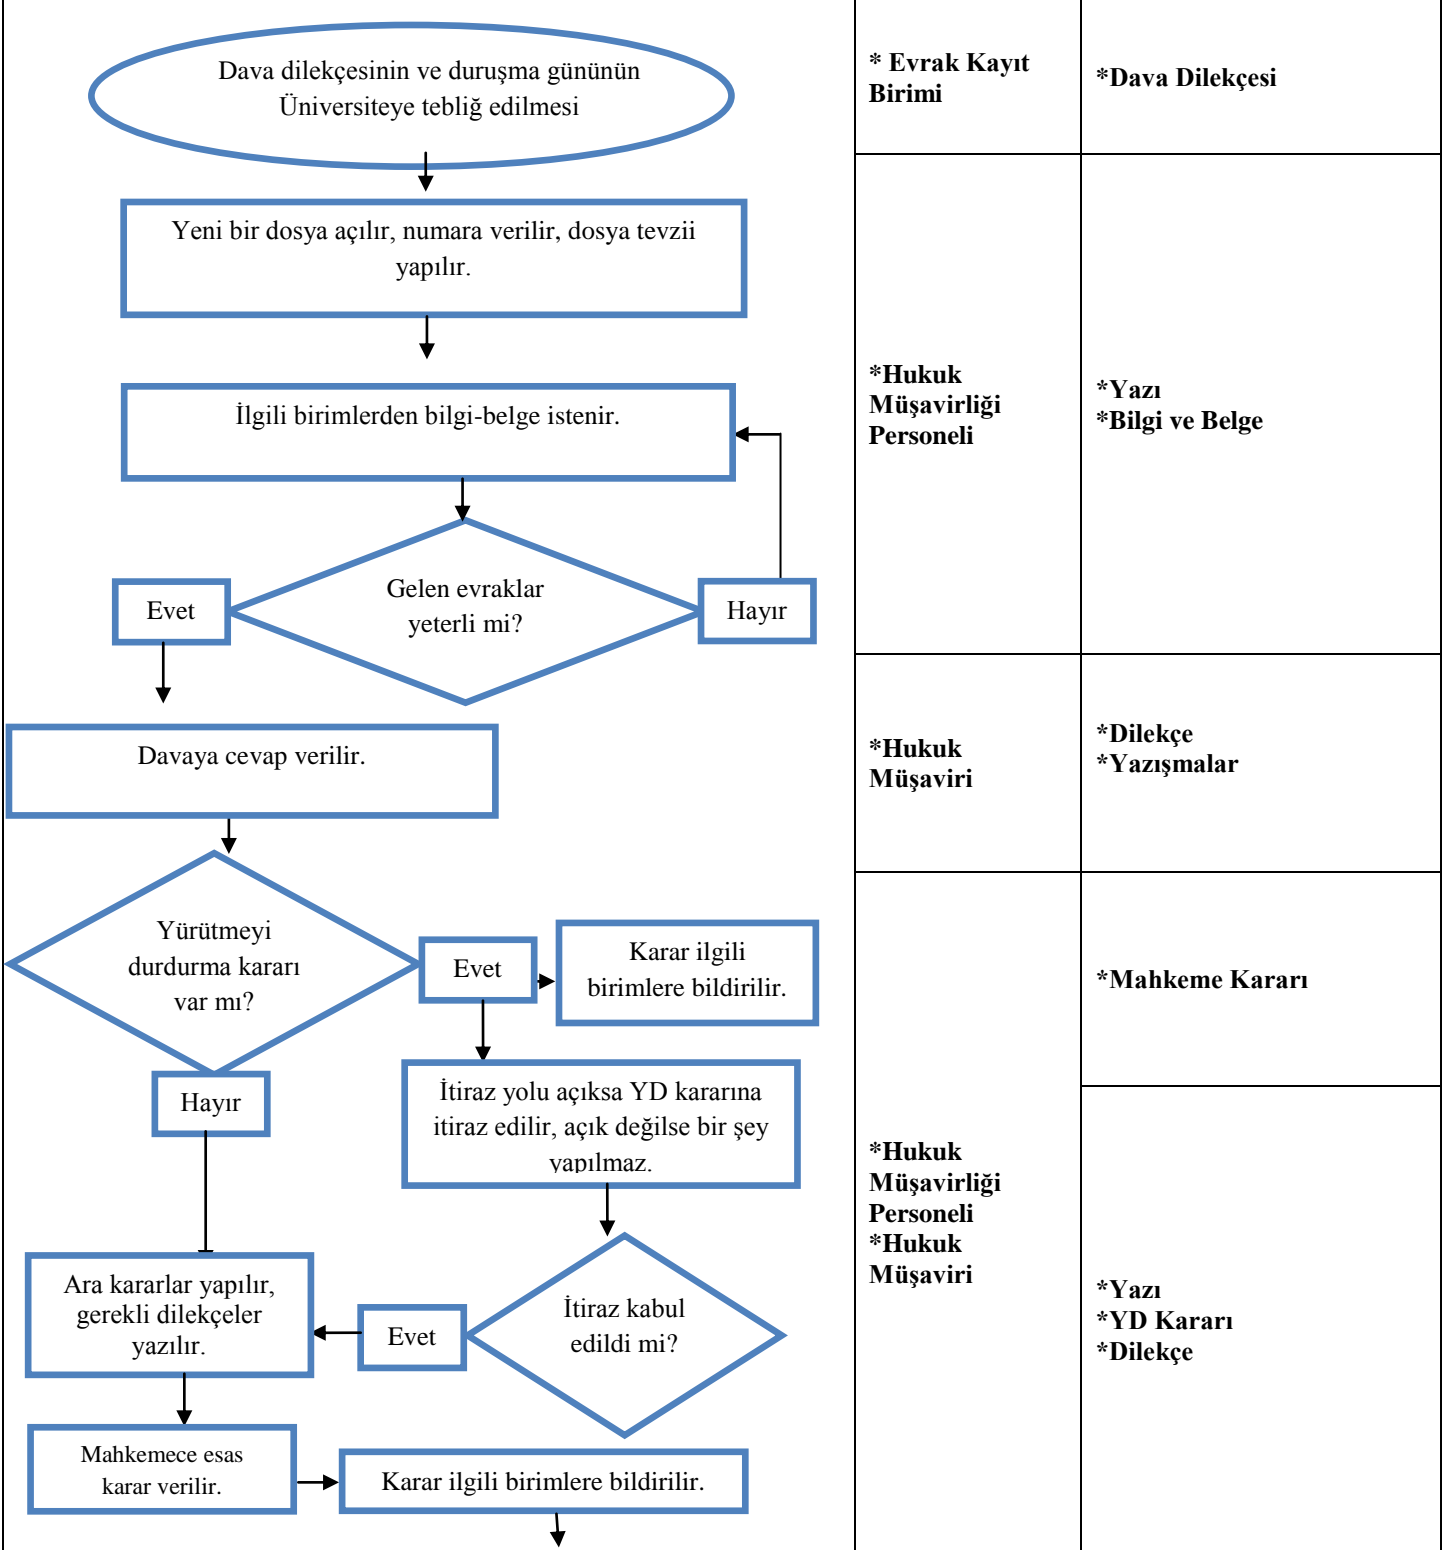 Dava dilekçesinin ve duruşma gününün
Üniversiteye tebliğ edilmesi
* Evrak Kayıt
Birimi
*Dava Dilekçesi
Yeni bir dosya açılır, numara verilir, dosya tevzii
yapılır.
İlgili birimlerden bilgi-belge istenir.
*Hukuk
Müşavirliği
Personeli
*Yazı
*Bilgi ve Belge
Gelen evraklar
yeterli mi?
Evet
Hayır
Davaya cevap verilir.
*Hukuk
Müşaviri
*Dilekçe
*Yazışmalar
Yürütmeyi
durdurma kararı
var mı?
Evet
Karar ilgili
birimlere bildirilir.
*Mahkeme Kararı
Hayır
İtiraz yolu açıksa YD kararına
itiraz edilir, açık değilse bir şey
yapılmaz.
*Hukuk
Müşavirliği
Personeli
*Hukuk
Müşaviri
Ara kararlar yapılır,
gerekli dilekçeler
yazılır.
Evet
İtiraz kabul
edildi mi?
*Yazı
*YD Kararı
*Dilekçe
Mahkemece esas
karar verilir.
Karar ilgili birimlere bildirilir.